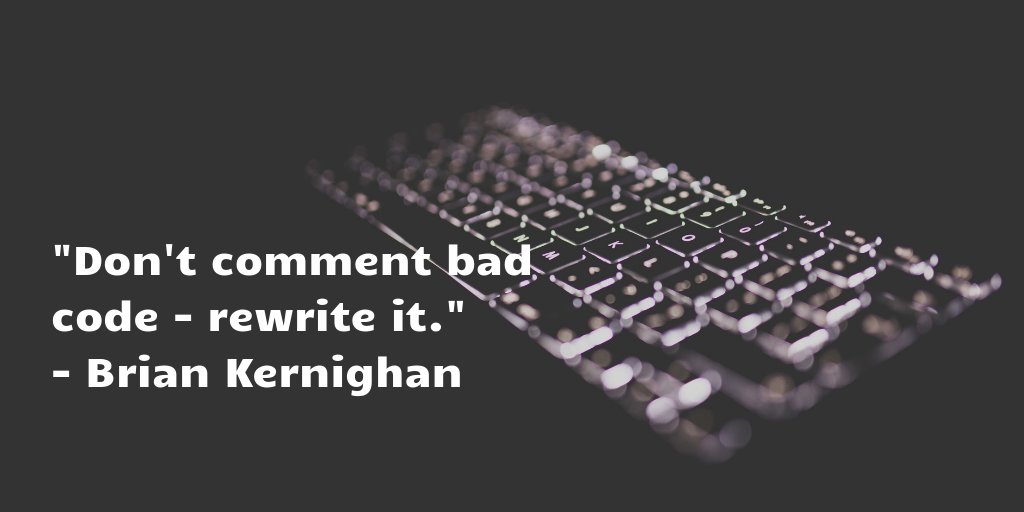 "Don't comment bad
code - rewrite it."
- Brian Kernighan